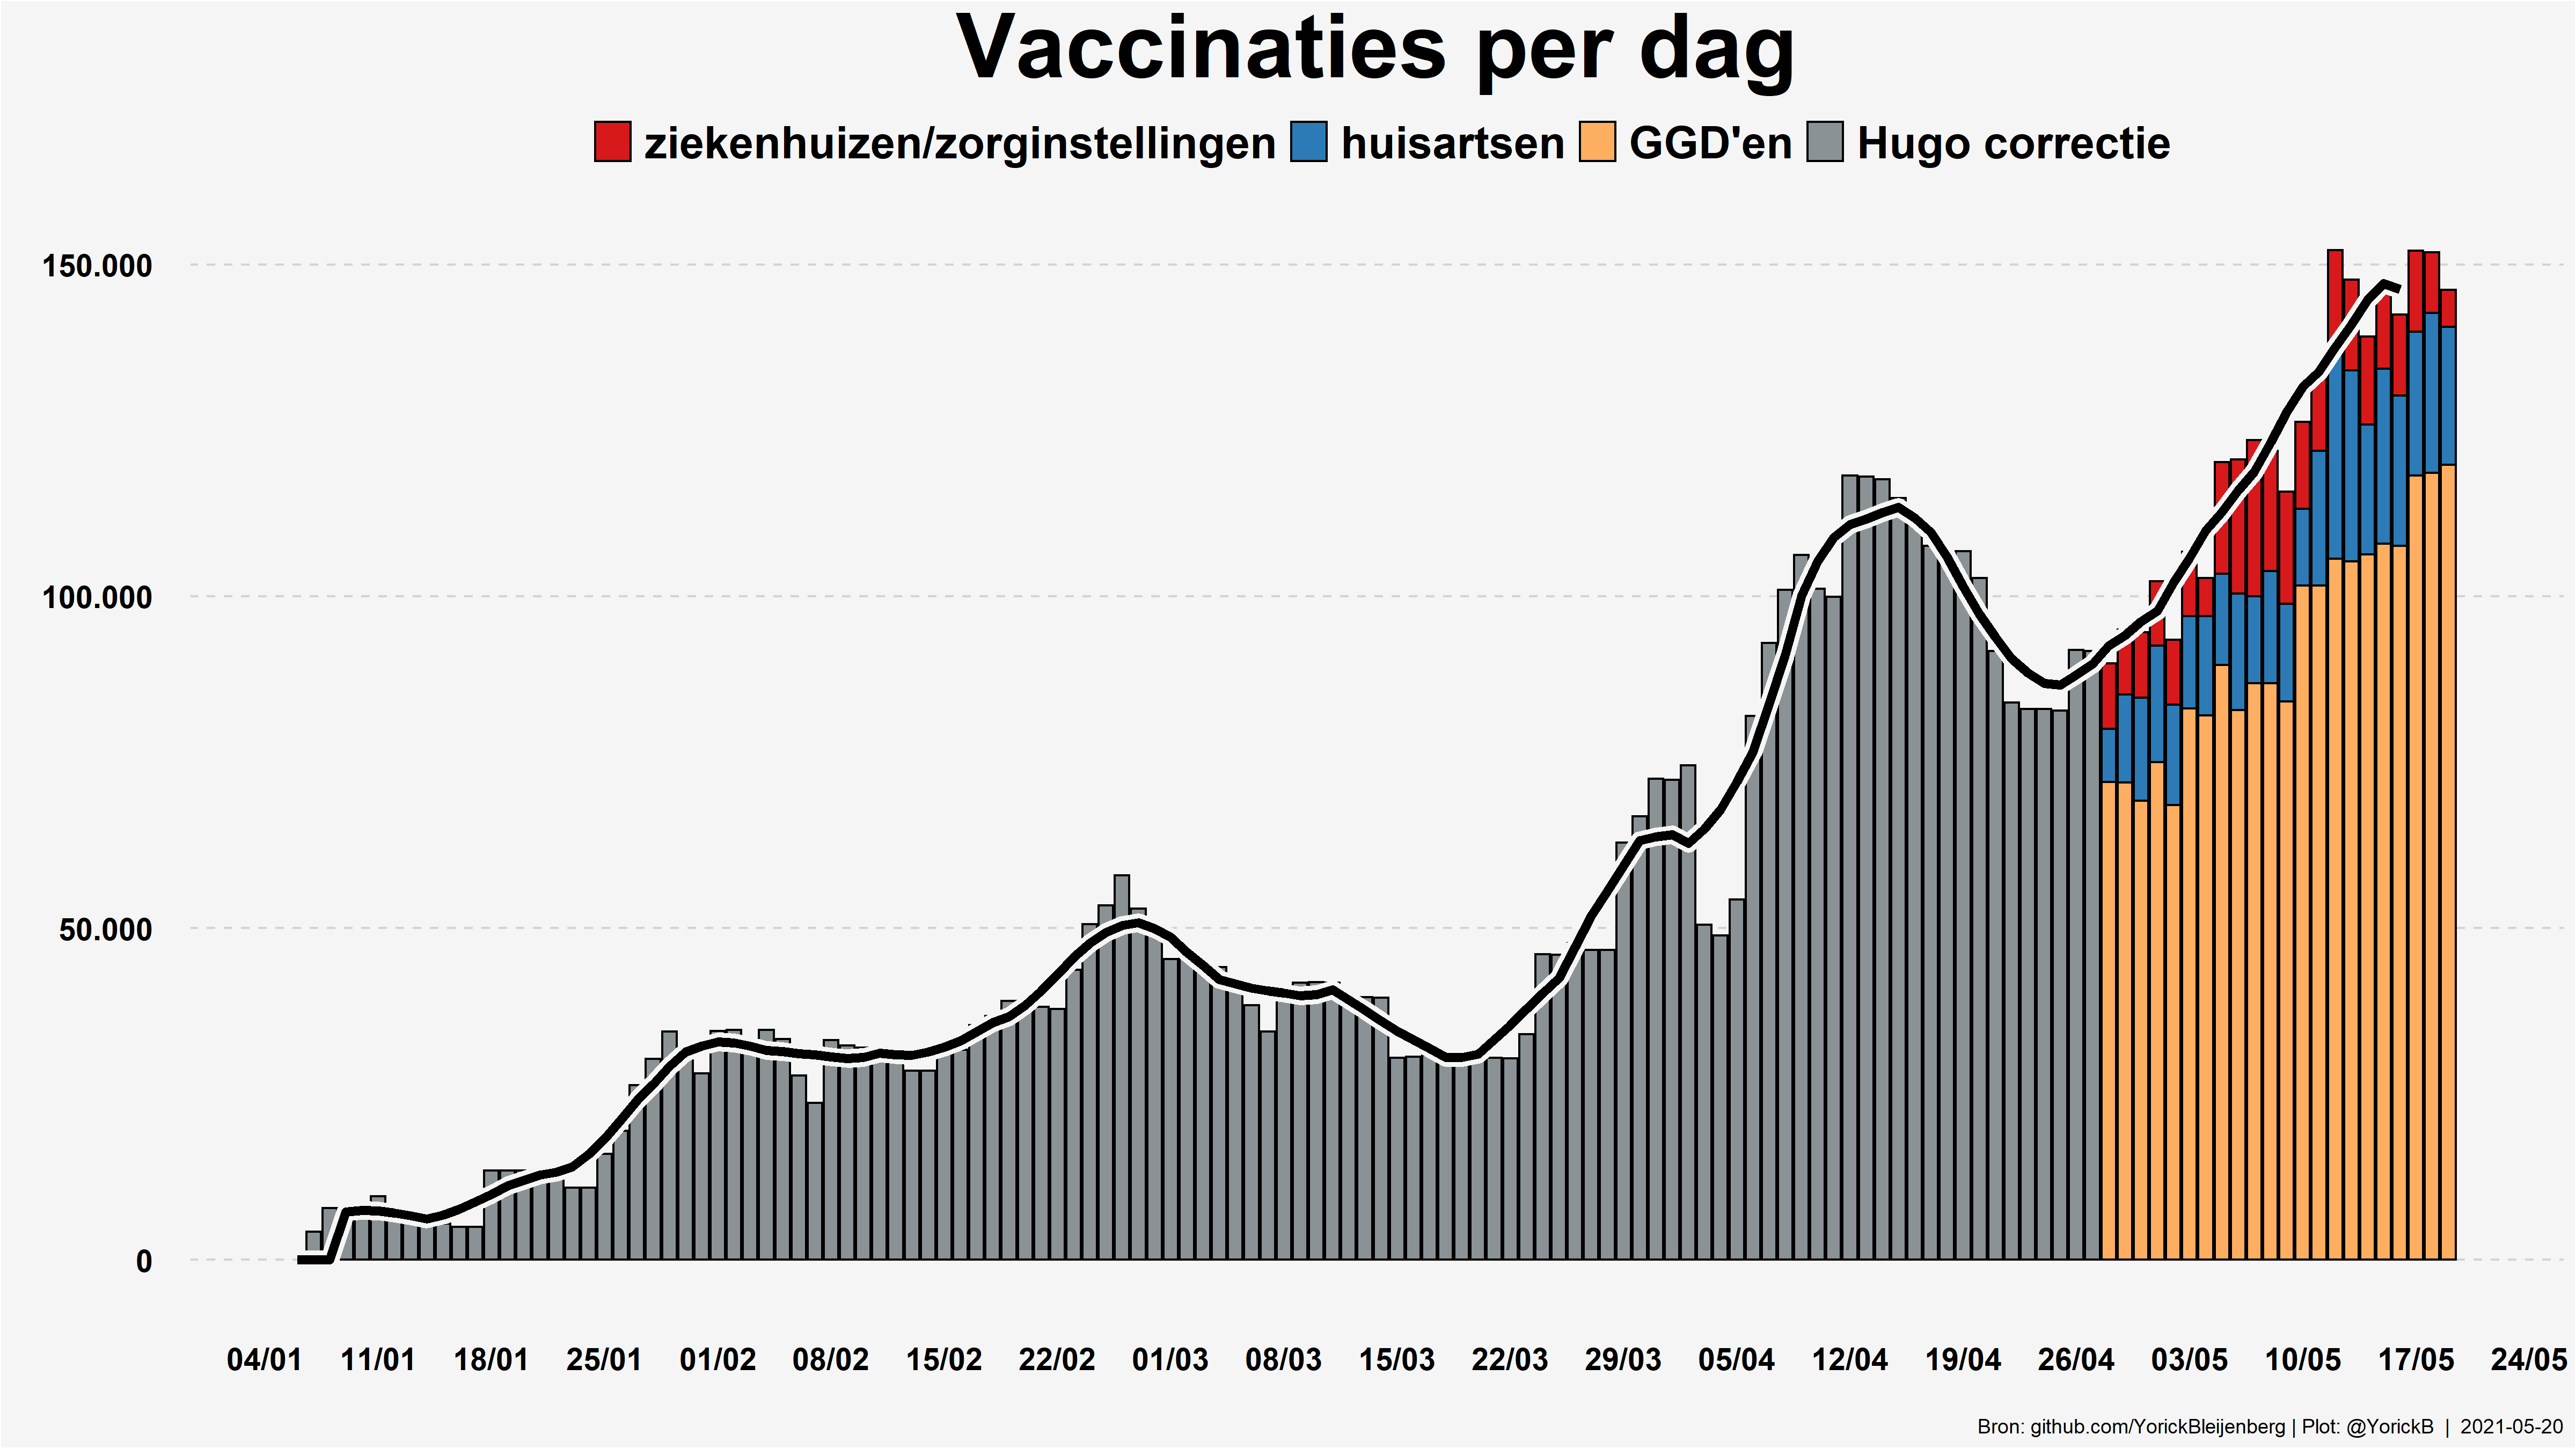 Vaccinaties per dag
ziekenhuizen/zorginstellingen huisartsen GGD'en Hugo correctie
150.000
100.000
50.000
0
04/01 11/01 18/01 25/01 01/02 08/02 15/02 22/02 01/03 08/03 15/03 22/03 29/03 05/04 12/04 19/04 26/04 03/05 10/05 17/05 24/05
Bron: github.com/YorickBleijenberg | Plot: @YorickB | 2021-05-20